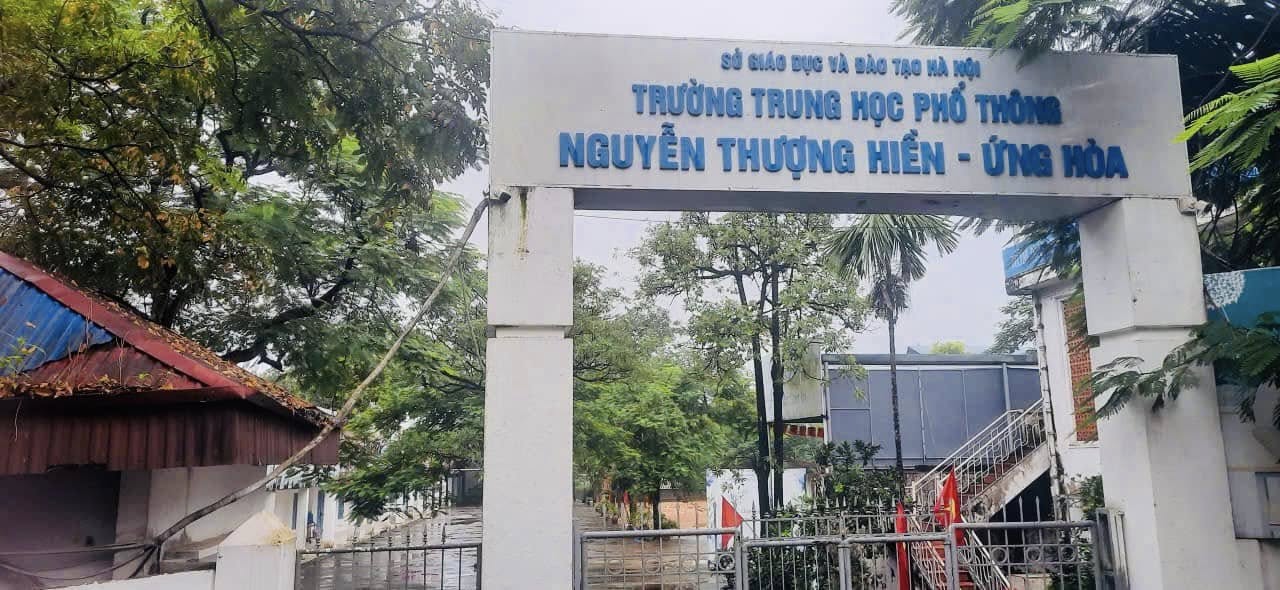 SỞ GIÁO DỤC VÀ ĐÀO TẠO HÀ NỘI
TRƯỜNG TRUNG HỌC PHỔ THÔNG
NGUYỄN THƯỢNG HIỀN - ỨNG HÒA